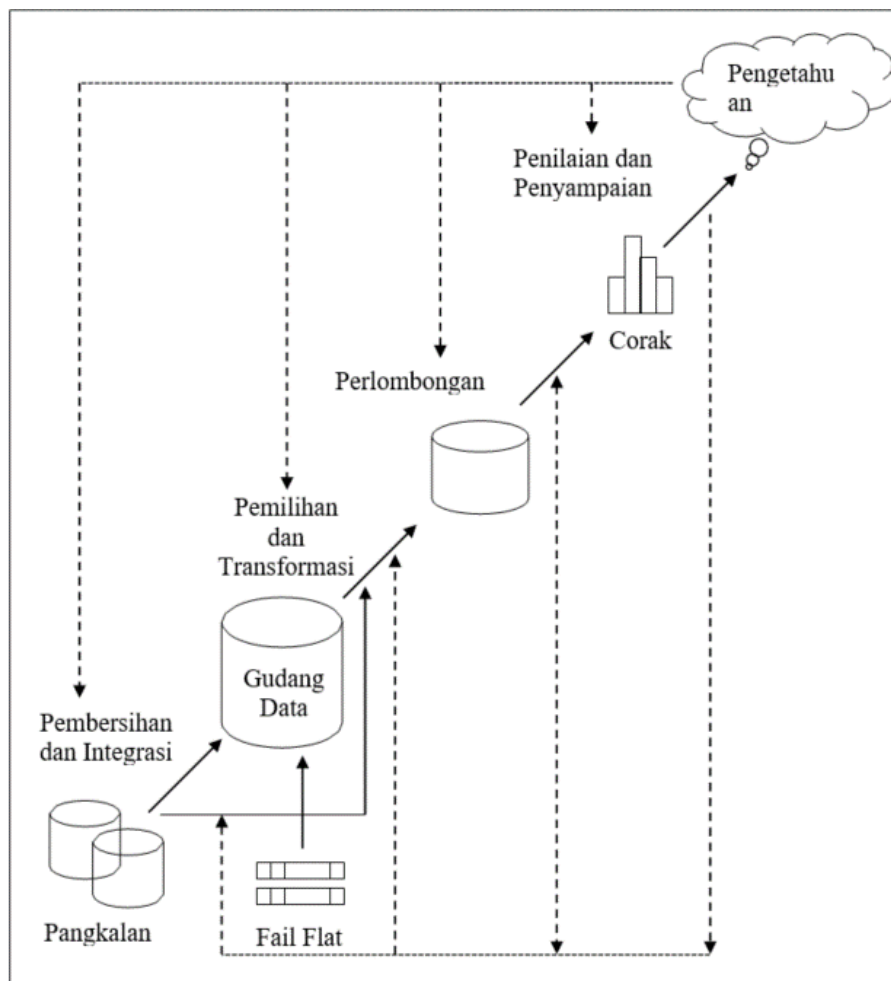 Pengetahu
an
Penilaian dan
Penyampaian
Corak
Perlombongan
Pemilihan
dan
Transformasi
Gudang
Data
Pembersihan
dan Integrasi
Pangkalan
Fail Flat